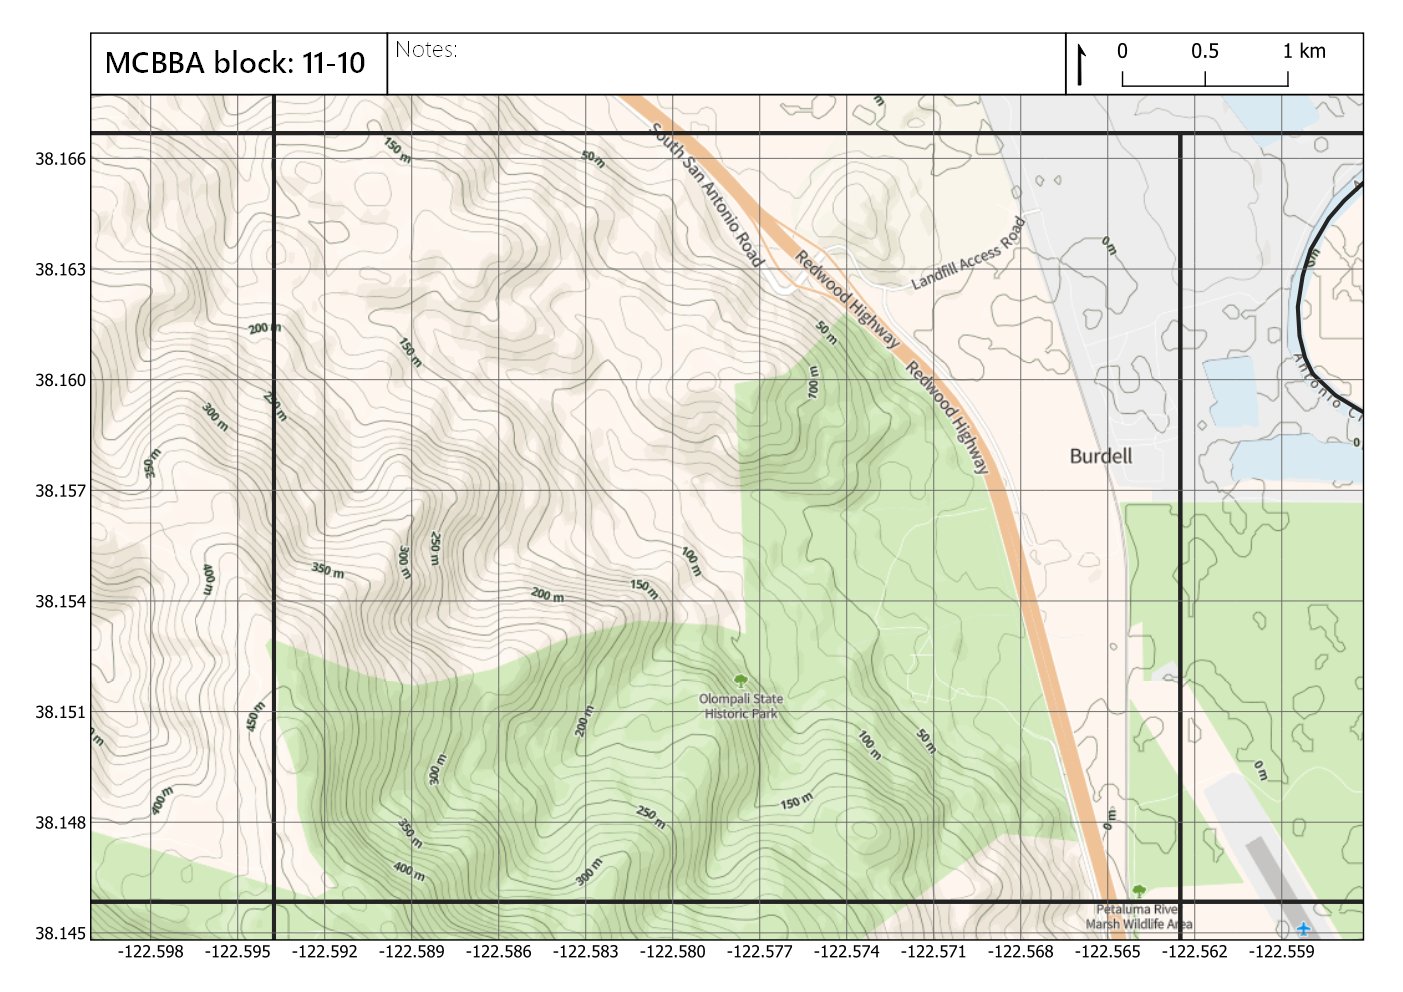 MCBBA block: 11-10
Notes:
0 0.5 1 km
m
38.166
150 m
50 m
South San Antonio Road
0 m
38.163
Redwood Highway
Landfill Access Road
0 m
200 m
150 m
50 m
38.160
250 m
300 m
100 m
Redwood Highway
Antonio C
0
350 m
Burdell
38.157
400 m
350 m
300 m
250 m
100 m
200 m
150 m
38.154
Olompali State
Historic Park
38.151
450 m
200 m
100 m
50 m
0 m
m
300 m
400 m
150 m
250 m
0 m
38.148
350 m
400 m
300 m
Petaluma Rive
Marsh Wildlife Area
38.145
-122.598 -122.595 -122.592 -122.589 -122.586 -122.583 -122.580 -122.577 -122.574 -122.571 -122.568 -122.565 -122.562 -122.559